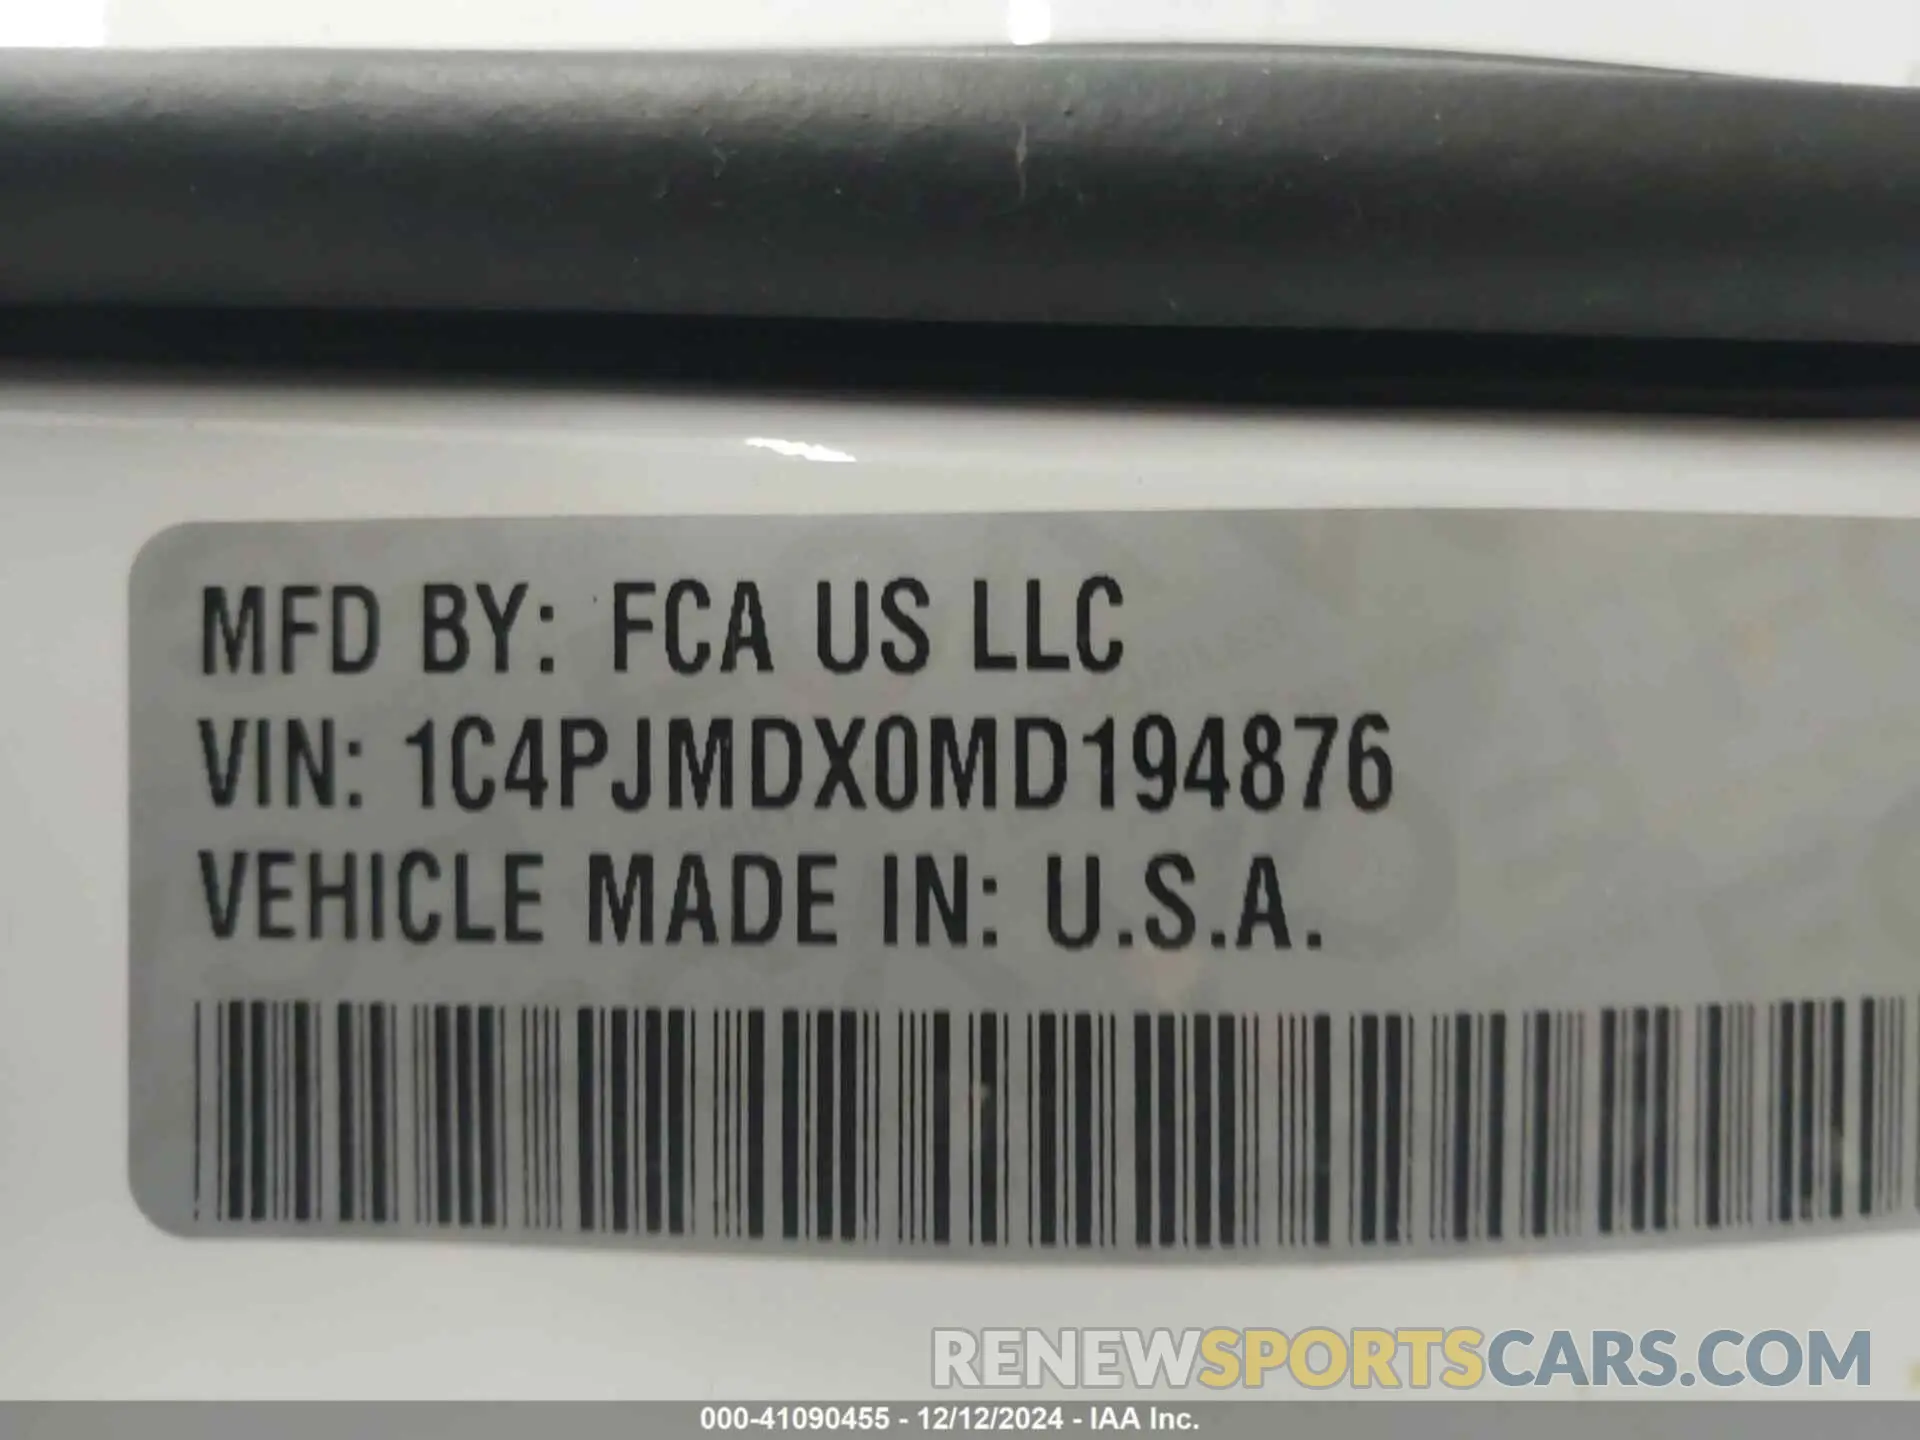 MFD BY: FCA US LLC
VIN: 1C4PJMDX0MD194876
VEHICLE MADE IN: U.S.A.
RENEWSPORTSCARS.COM
000-41090455 - 12/12/2024 - IAA Inc.